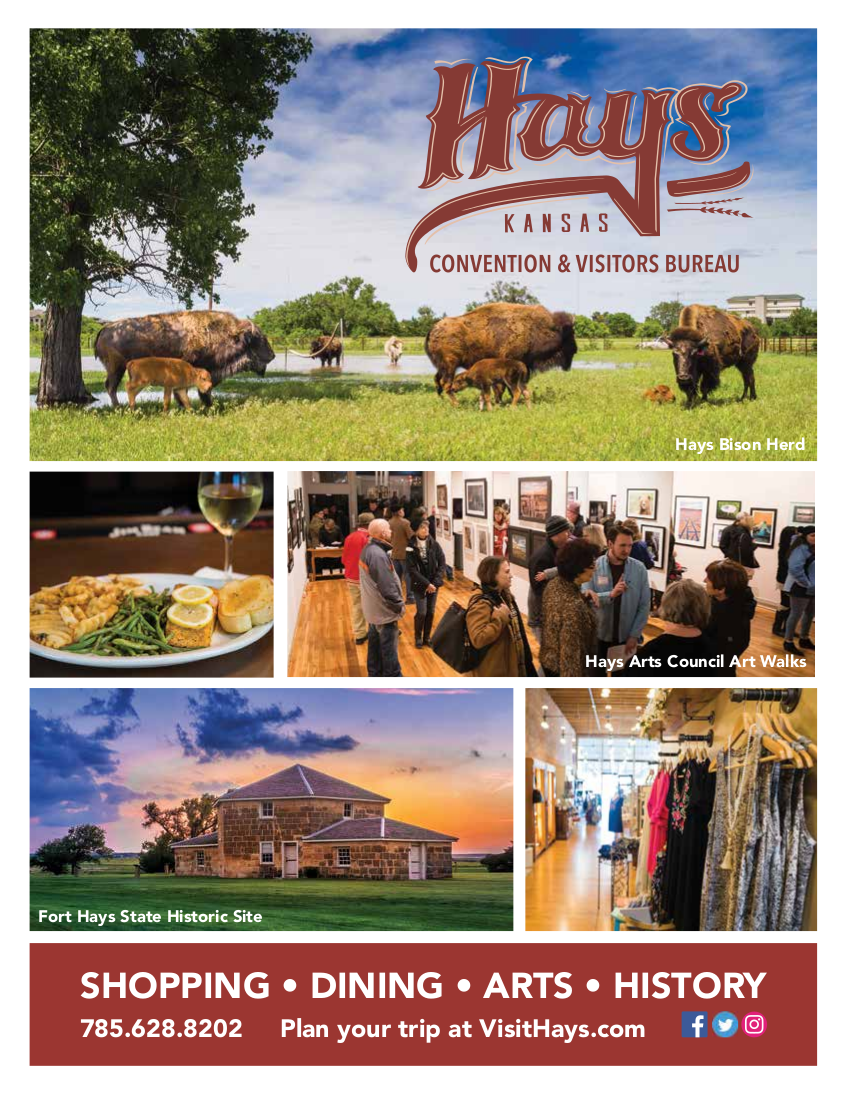 Hays
KANSAS
CONVENTION & VISITORS BUREAU
Hays Bison Herd
Hays Arts Council Art Walks
Fort Hays State Historic Site
SHOPPING • DINING • ARTS • HISTORY
785.628.8202 Plan your trip at VisitHays.com